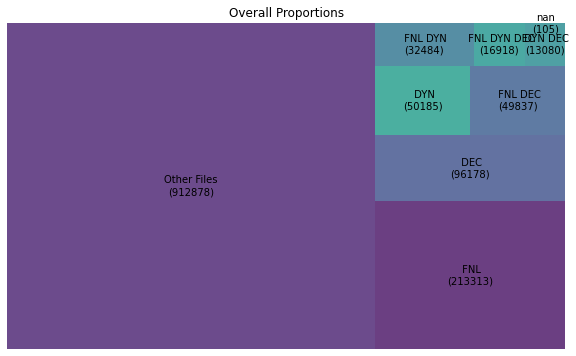 Overall Proportions
nan
(105)
FNL DYN
(32484)
FNL DYN DEC
(16918)
DYN DEC
(13080)
DYN
(50185)
FNL DEC
(49837)
Other Files
(912878)
DEC
(96178)
FNL
(213313)